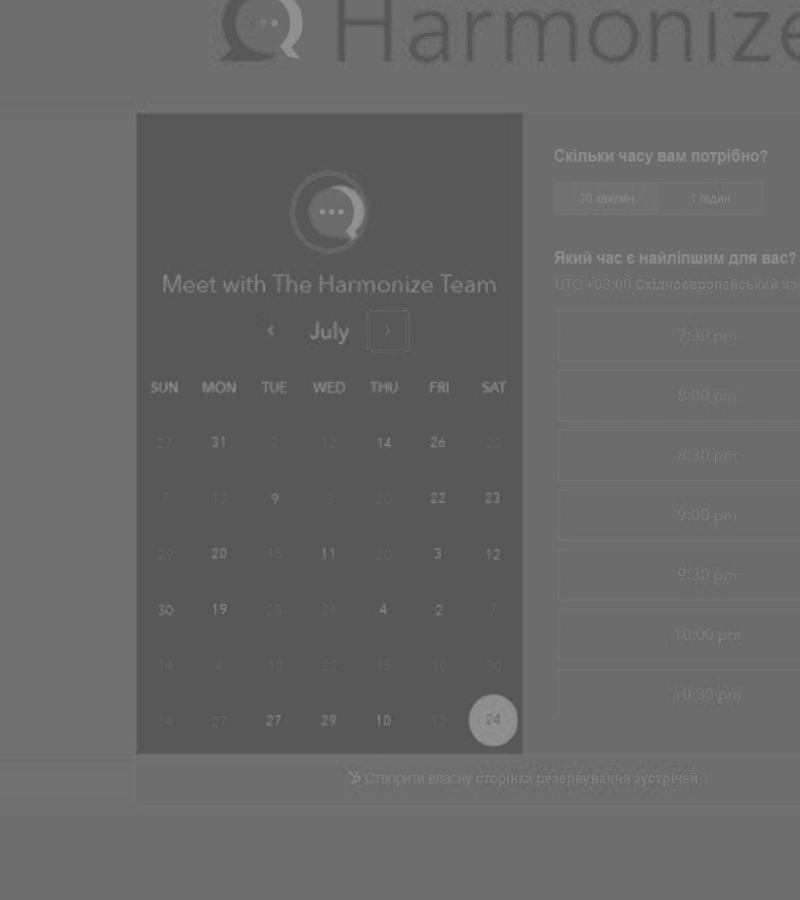 Harmonize
Meet with The Harmonize Team
July
SUN MON TUE WED THU FRI SAT
27 31 2 12 14 26 22
7 13 9 3 20 22 23
29 20 15 11 20 3 12
30 19 25 26 4 2 7
14 4 10 22 15 10 30
14 27 27 29 10 13 24
Скільки часу вам потрібно?
30 хвилин 1 годин
Який час є найліпшим для вас?
UTC +03:00 Східноєвропейський час
7:30 pm
8:00 pm
8:30 pm
9:00 pm
9:30 pm
10:00 pm
10:30 pm
Створити власну сторінка резервування зустрічей